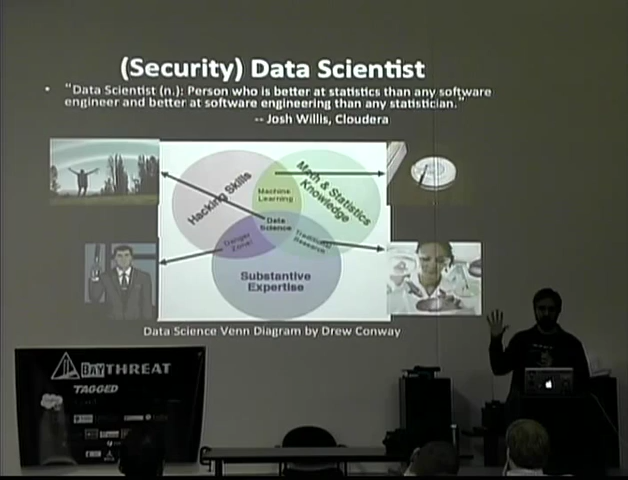 (Security) Data Scientist
• "Data Scientist (n.): Person who is better at statistics than any software
engineer and better at software engineering than any statistician."
-- Josh Willis, Cloudera
Hacking Skills
Math & Statistics
Knowledge
Machine
Learning
Data
Science
Danger
Zone!
Traditional
Research
Substantive
Expertise
Data Science Venn Diagram by Drew Conway
BAYTHREAT
TAGGED